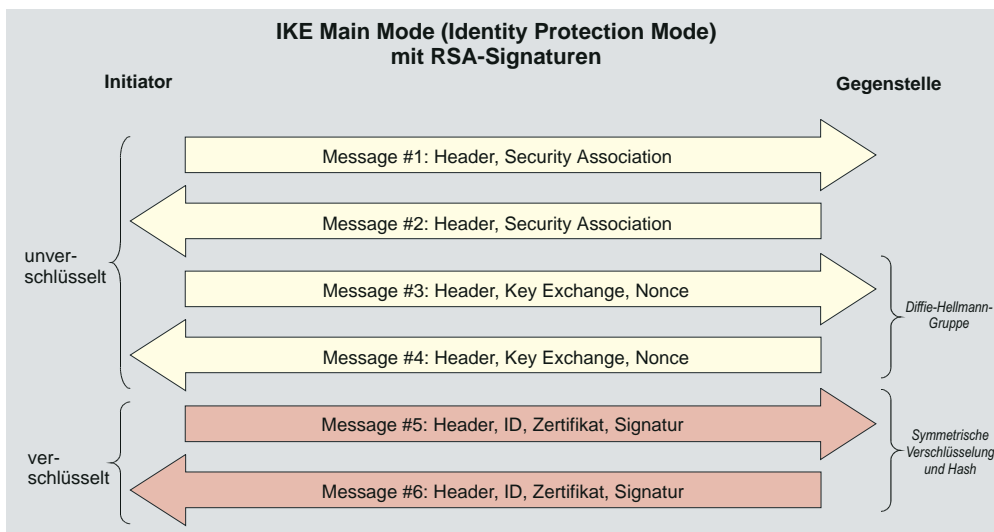 IKE Main Mode (Identity Protection Mode)
mit RSA-Signaturen
Initiator
Gegenstelle
Message #1: Header, Security Association
Message #2: Header, Security Association
unver-
schlüsselt
Message #3: Header, Key Exchange, Nonce
Diffie-Hellmann-
Gruppe
Message #4: Header, Key Exchange, Nonce
Message #5: Header, ID, Zertifikat, Signatur
ver-
schlüsselt
Symmetrische
Verschlüsselung
und Hash
Message #6: Header, ID, Zertifikat, Signatur